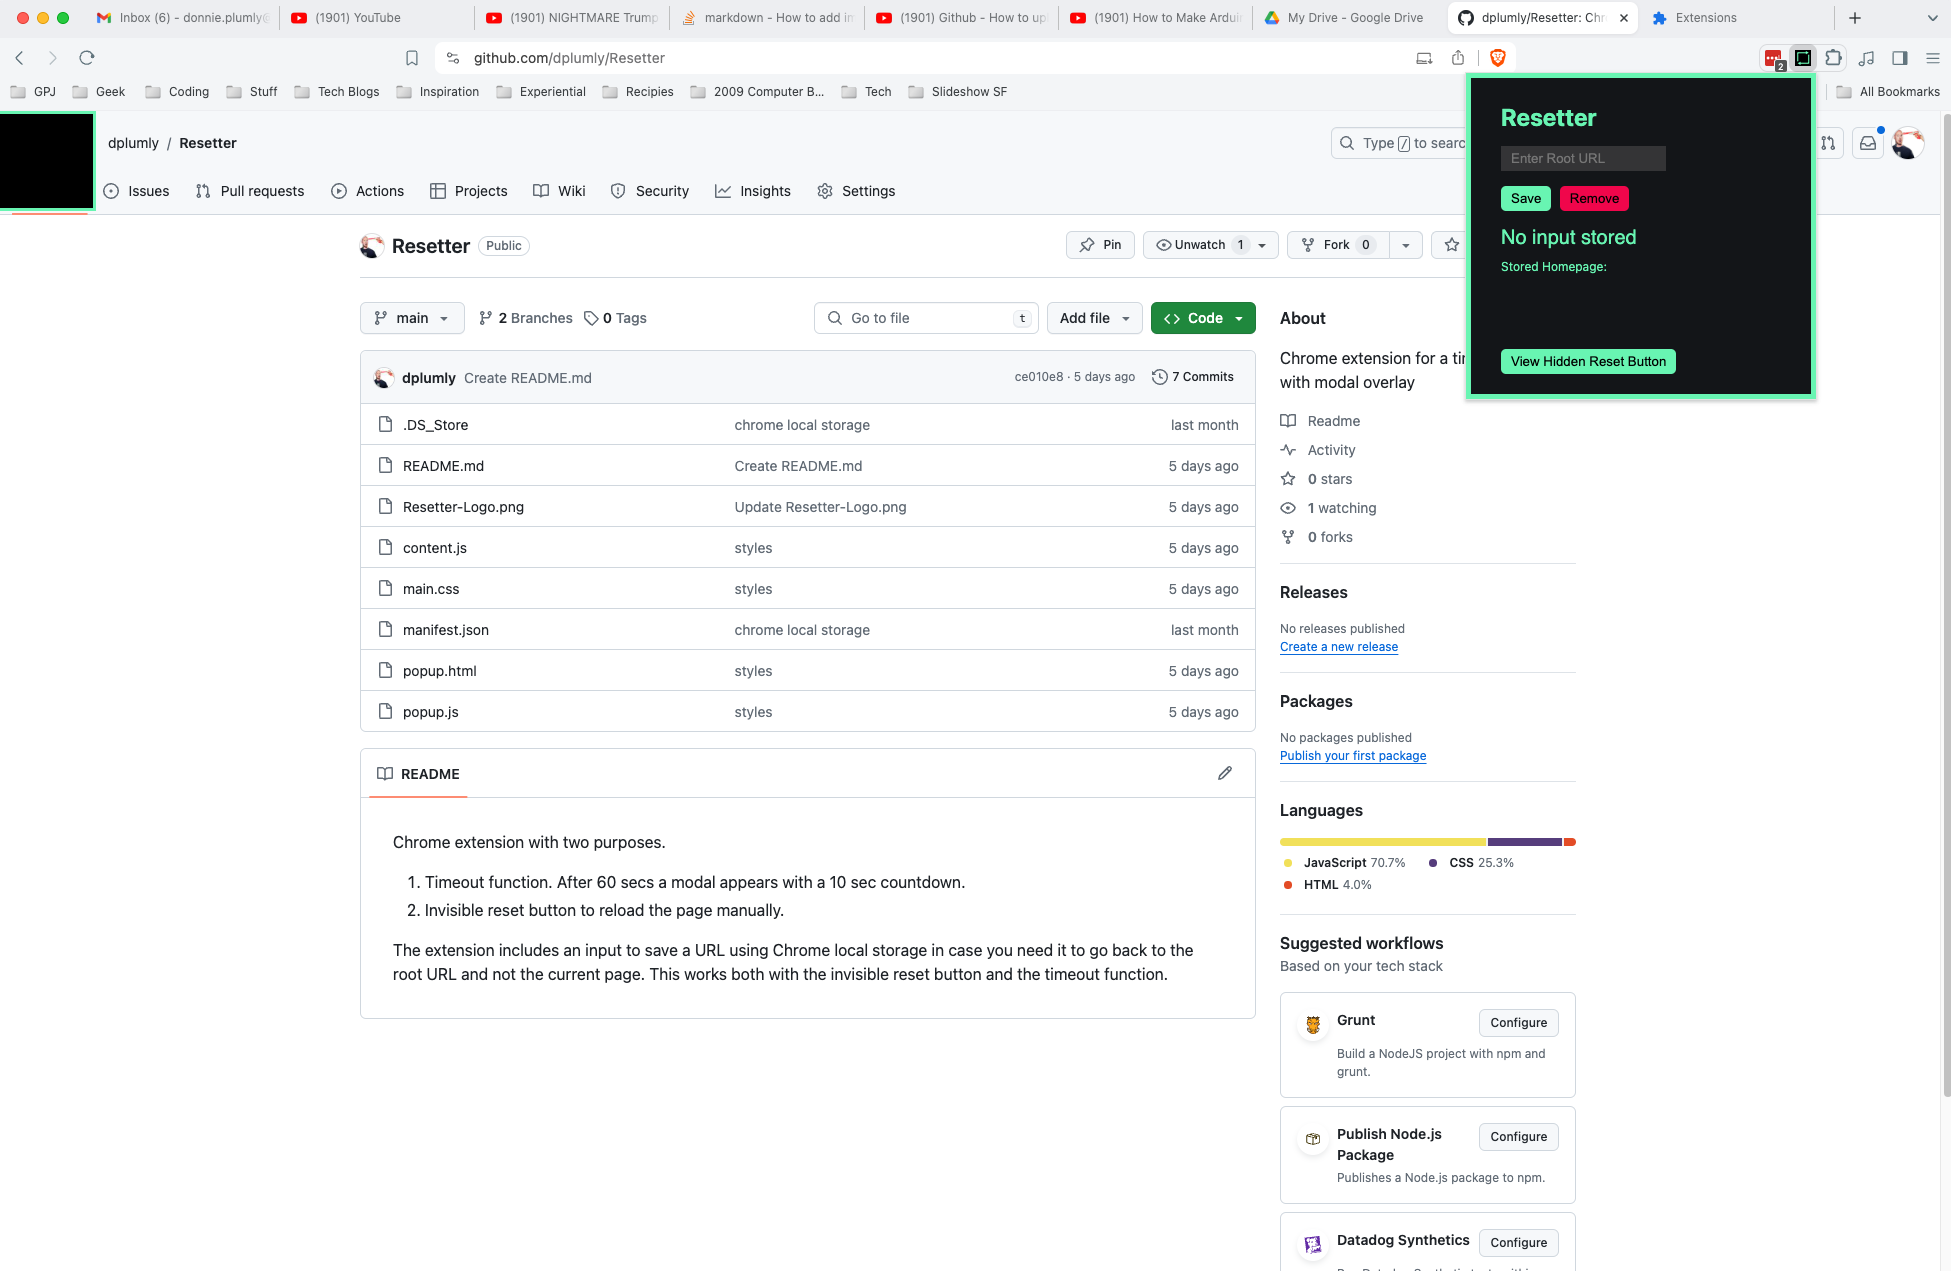 Inbox (6) - donnie.plumly@
(1901) YouTube
(1901) NIGHTMARE Trump
markdown - How to add im
(1901) Github - How to up
(1901) How to Make Ardui
My Drive - Google Drive
dplumly/Resetter: Chr
Extensions
github.com/dplumly/Resetter
2
GPJ
Geek
Coding
Stuff
Tech Blogs
Inspiration
Experiential
Recipies
2009 Computer B...
Tech
Slideshow SF
All Bookmarks
dplumly / Resetter
Type / to searc
Issues
Pull requests
Actions
Projects
Wiki
Security
Insights
Settings
Resetter
Enter Root URL
Save
Remove
No input stored
Stored Homepage:
View Hidden Reset Button
Resetter Public
Pin
Unwatch 1
Fork 0
main
2 Branches
0 Tags
Go to file
t
Add file
Code
dplumly Create README.md
ce010e8 · 5 days ago
7 Commits
.DS_Store chrome local storage last month
README.md Create README.md 5 days ago
Resetter-Logo.png Update Resetter-Logo.png 5 days ago
content.js styles 5 days ago
main.css styles 5 days ago
manifest.json chrome local storage last month
popup.html styles 5 days ago
popup.js styles 5 days ago
README
Chrome extension with two purposes.
1. Timeout function. After 60 secs a modal appears with a 10 sec countdown.
2. Invisible reset button to reload the page manually.
The extension includes an input to save a URL using Chrome local storage in case you need it to go back to the
root URL and not the current page. This works both with the invisible reset button and the timeout function.
About
Chrome extension for a tir
with modal overlay
Readme
Activity
0 stars
1 watching
0 forks
Releases
No releases published
Create a new release
Packages
No packages published
Publish your first package
Languages
JavaScript 70.7%
CSS 25.3%
HTML 4.0%
Suggested workflows
Based on your tech stack
Grunt
Configure
Build a NodeJS project with npm and
grunt.
Publish Node.js
Package
Configure
Publishes a Node.js package to npm.
Datadog Synthetics
Configure